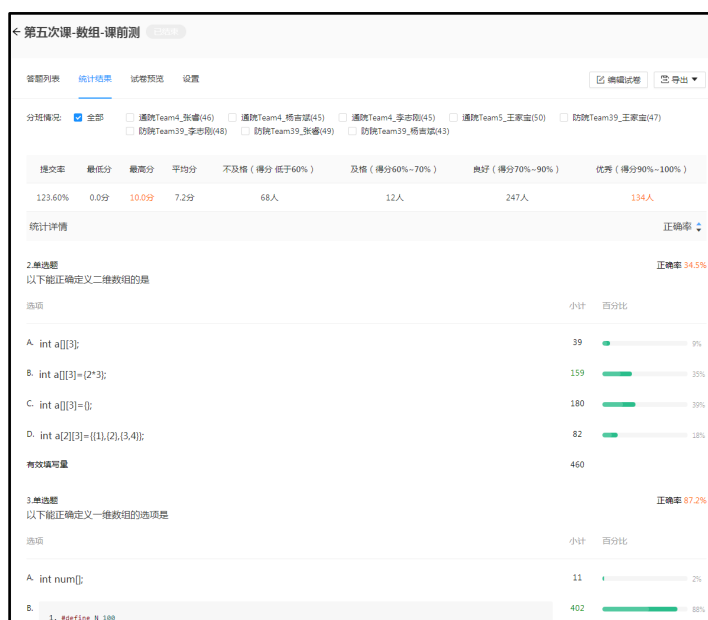 ← 第五次课-数组-课前测 已结束
答题列表 统计结果 试卷预览 设置 编辑试卷 导出 ▼
分班情况: 全部 通院Team4_张睿(46) 通院Team4_杨吉斌(45) 通院Team4_李志刚(45) 通院Team5_王家宝(50) 防院Team39_王家宝(47)
防院Team39_李志刚(48) 防院Team39_张睿(49) 防院Team39_杨吉斌(43)
提交率 最低分 最高分 平均分 不及格 ( 得分 低于60% ) 及格 ( 得分60%~70% ) 良好 ( 得分70%~90% ) 优秀 ( 得分90%~100% )
123.60% 0.0分 10.0分 7.2分 68人 12人 247人 134人
统计详情 正确率
2.单选题 正确率 34.5%
以下能正确定义二维数组的是
选项 小计 百分比
A. int a[][3]; 39 9%
B. int a[][3]={2*3}; 159 35%
C. int a[][3]={}; 180 39%
D. int a[2][3]={{1},{2},{3,4}}; 82 18%
有效填写量 460
3.单选题 正确率 87.2%
以下能正确定义一维数组的选项是
选项 小计 百分比
A. int num[]; 11 2%
B. 402 88%
1. #define N 100